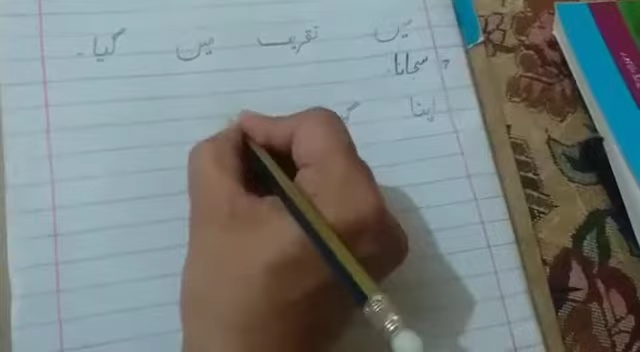 میں تقریب میں گیا۔
سجانا
اپنا